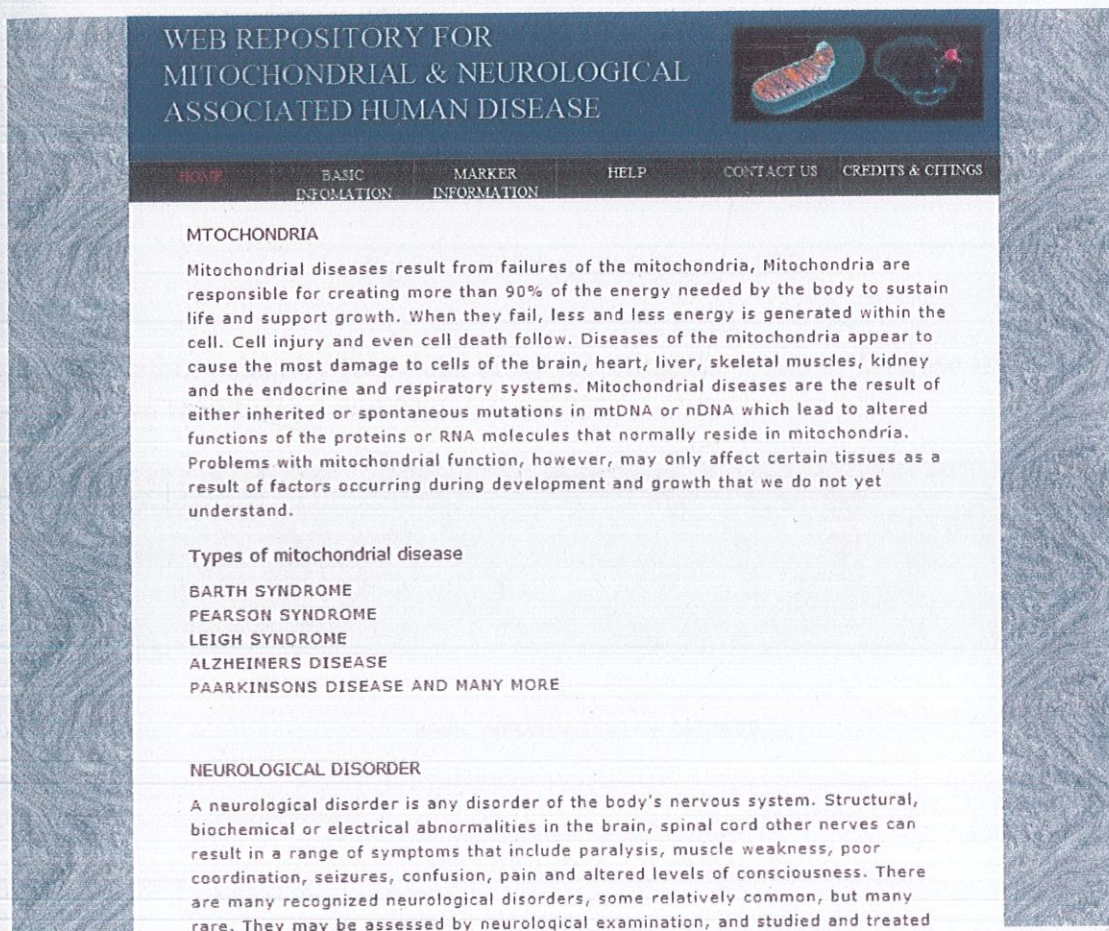 WEB REPOSITORY FOR
MITOCHONDRIAL & NEUROLOGICAL
ASSOCIATED HUMAN DISEASE
HOME BASIC INFOMATION MARKER INFORMATION HELP CONTACT US CREDITS & CITINGS
MTOCHONDRIA
Mitochondrial diseases result from failures of the mitochondria, Mitochondria are
responsible for creating more than 90% of the energy needed by the body to sustain
life and support growth. When they fail, less and less energy is generated within the
cell. Cell injury and even cell death follow. Diseases of the mitochondria appear to
cause the most damage to cells of the brain, heart, liver, skeletal muscles, kidney
and the endocrine and respiratory systems. Mitochondrial diseases are the result of
either inherited or spontaneous mutations in mtDNA or nDNA which lead to altered
functions of the proteins or RNA molecules that normally reside in mitochondria.
Problems with mitochondrial function, however, may only affect certain tissues as a
result of factors occurring during development and growth that we do not yet
understand.
Types of mitochondrial disease
BARTH SYNDROME
PEARSON SYNDROME
LEIGH SYNDROME
ALZHEIMERS DISEASE
PAARKINSONS DISEASE AND MANY MORE
NEUROLOGICAL DISORDER
A neurological disorder is any disorder of the body's nervous system. Structural,
biochemical or electrical abnormalities in the brain, spinal cord other nerves can
result in a range of symptoms that include paralysis, muscle weakness, poor
coordination, seizures, confusion, pain and altered levels of consciousness. There
are many recognized neurological disorders, some relatively common, but many
rare. They may be assessed by neurological examination, and studied and treated